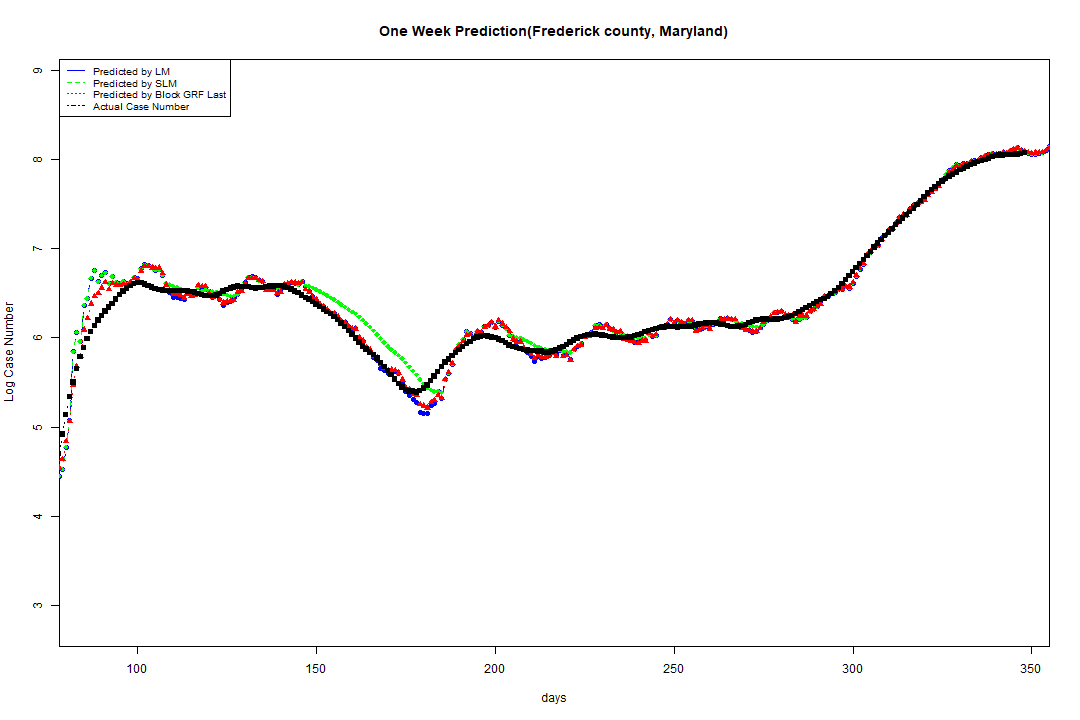 One Week Prediction(Frederick county, Maryland)
Predicted by LM
Predicted by SLM
Predicted by Block GRF Last
Actual Case Number
9
8
7
6
5
4
3
Log Case Number
100 150 200 250 300 350
days